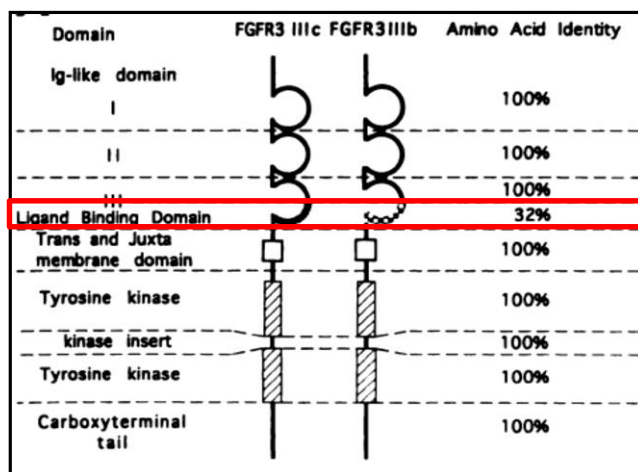 Domain FGFR3 IIIc FGFR3IIIb Amino Acid Identity
Ig-like domain
I 100%
II 100%
III 100%
Ligand Binding Domain 32%
Trans and Juxta
membrane domain 100%
Tyrosine kinase 100%
kinase insert 100%
Tyrosine kinase 100%
Carboxyterminal
tail 100%